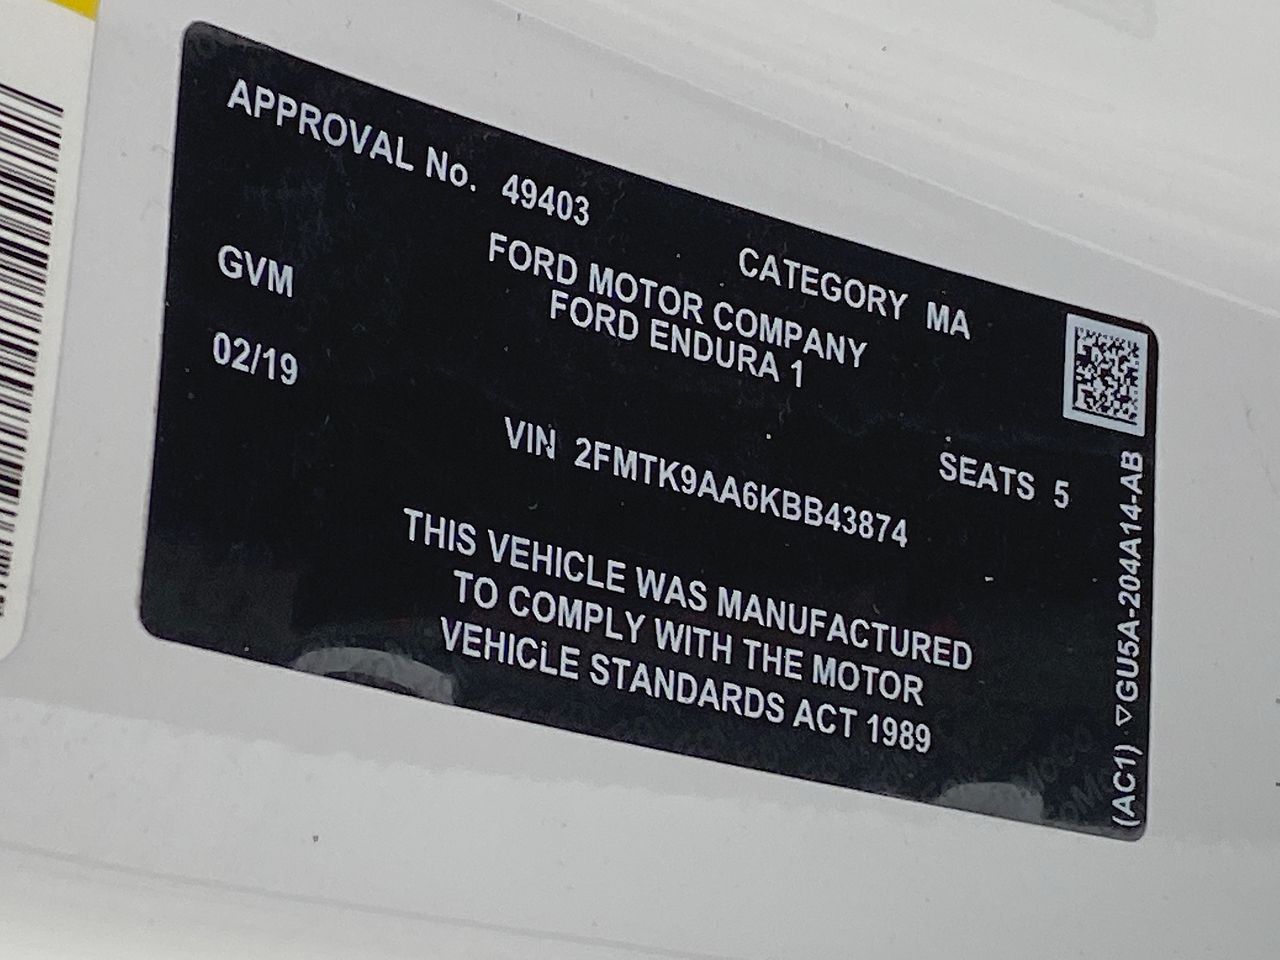 APPROVAL No. 49403
CATEGORY MA
GVM
FORD MOTOR COMPANY
FORD ENDURA 1
02/19
VIN 2FMTK9AA6KBB43874
SEATS 5
THIS VEHICLE WAS MANUFACTURED
TO COMPLY WITH THE MOTOR
VEHICLE STANDARDS ACT 1989
(AC1) ▽GU5A-204A14-AB